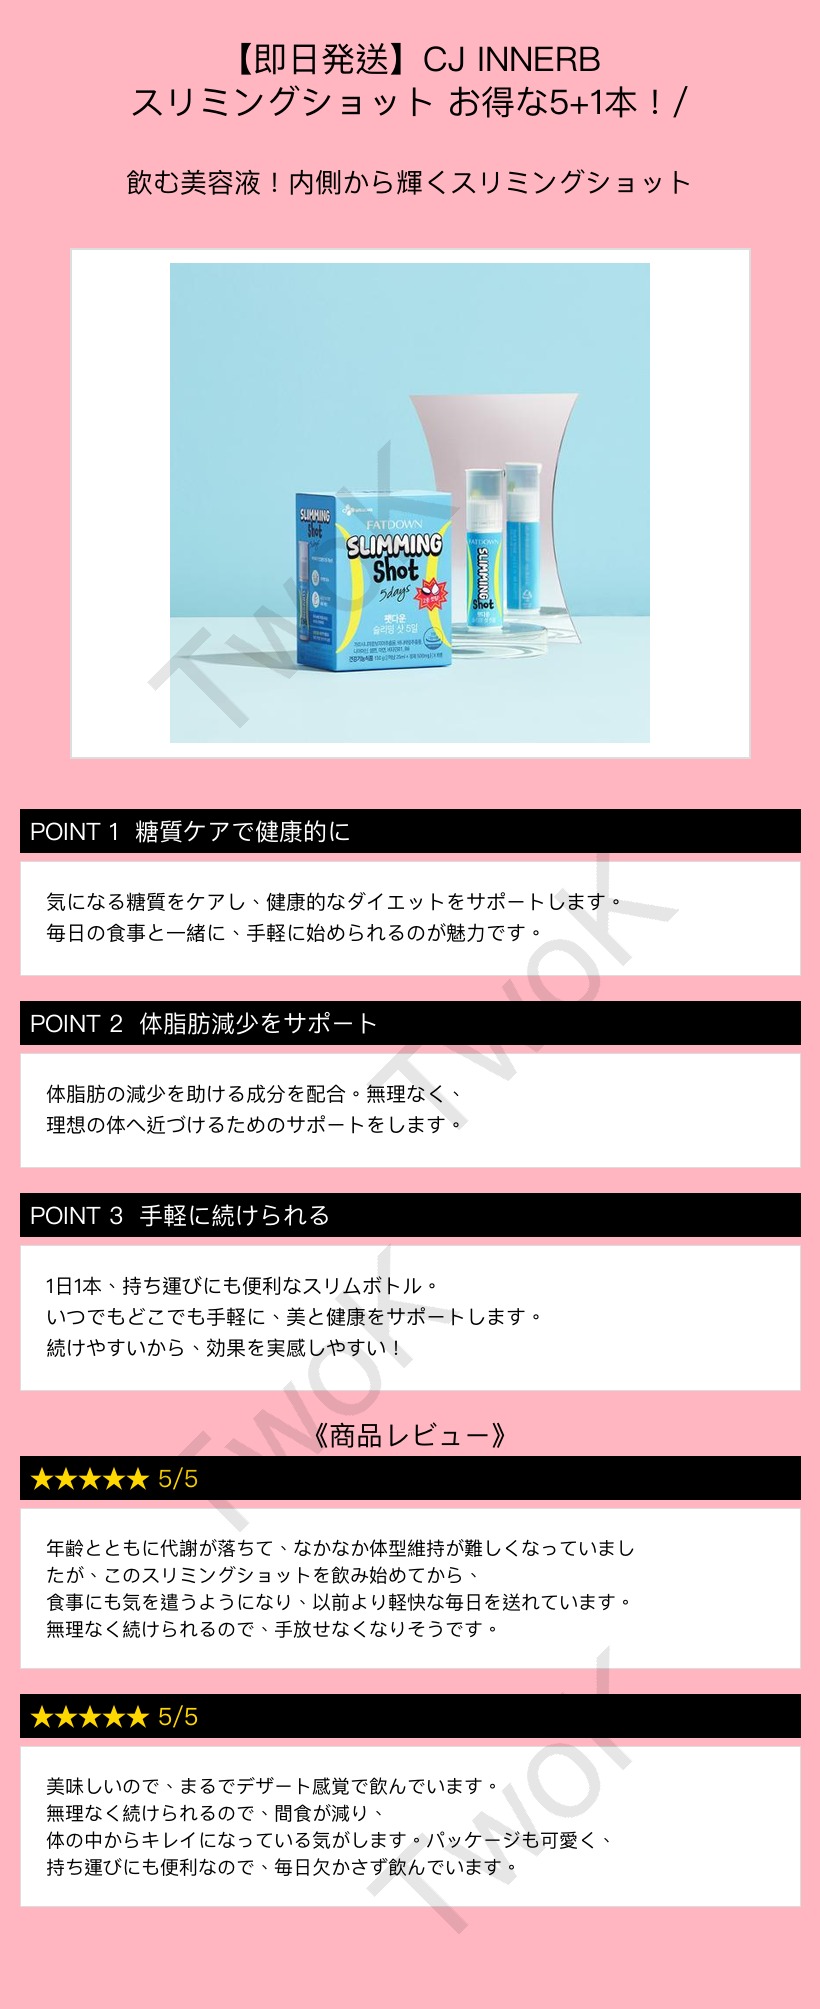 【即日発送】CJ INNERB
スリミングショット お得な5+1本！/
飲む美容液！内側から輝くスリミングショット
SLIMMING
Shot
FATDOWN
SLIMMING
Shot
5days
팻다운
슬리밍 샷 5일
FATDOWN
SLIMMING
Shot
팻다운
TwoK
POINT 1 糖質ケアで健康的に
気になる糖質をケアし、健康的なダイエットをサポートします。
毎日の食事と一緒に、手軽に始められるのが魅力です。
TwoK
POINT 2 体脂肪減少をサポート
体脂肪の減少を助ける成分を配合。無理なく、
理想の体へ近づけるためのサポートをします。
POINT 3 手軽に続けられる
1日1本、持ち運びにも便利なスリムボトル。
いつでもどこでも手軽に、美と健康をサポートします。
続けやすいから、効果を実感しやすい！
TwoK
《商品レビュー》
★★★★★ 5/5
年齢とともに代謝が落ちて、なかなか体型維持が難しくなっていまし
たが、このスリミングショットを飲み始めてから、
食事にも気を遣うようになり、以前より軽快な毎日を送れています。
無理なく続けられるので、手放せなくなりそうです。
★★★★★ 5/5
美味しいので、まるでデザート感覚で飲んでいます。
無理なく続けられるので、間食が減り、
体の中からキレイになっている気がします。パッケージも可愛く、
持ち運びにも便利なので、毎日欠かさず飲んでいます。
TwoK